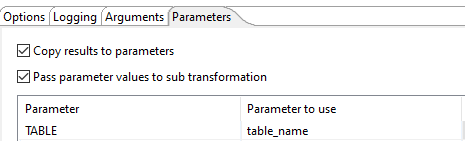 Options Logging Arguments Parameters
Copy results to parameters
Pass parameter values to sub transformation
Parameter Parameter to use
TABLE table_name